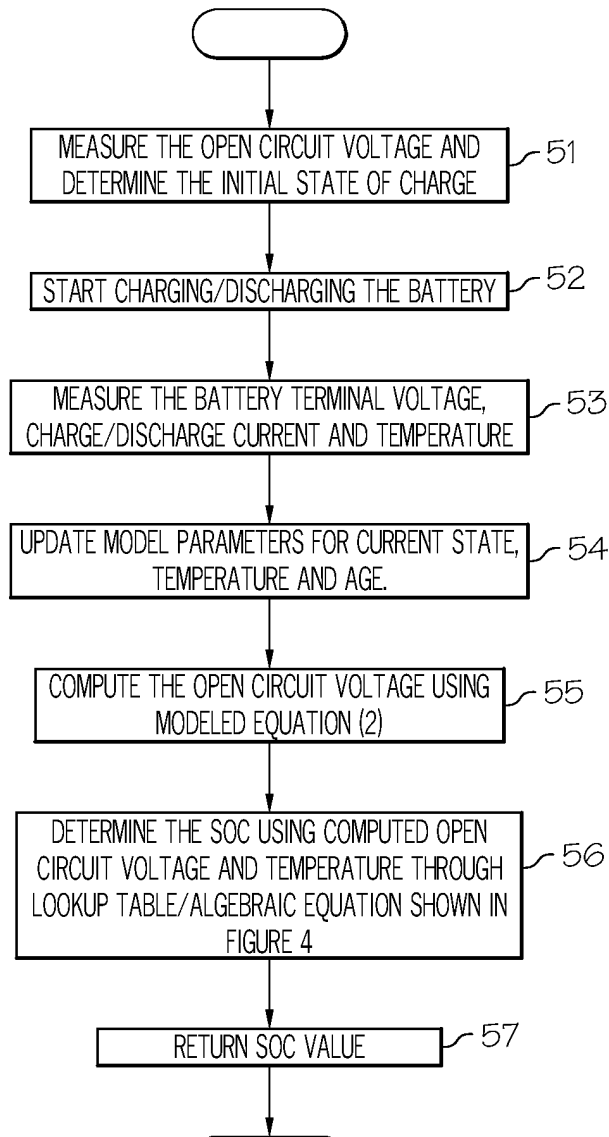 MEASURE THE OPEN CIRCUIT VOLTAGE AND
DETERMINE THE INITIAL STATE OF CHARGE
51
START CHARGING/DISCHARGING THE BATTERY
52
MEASURE THE BATTERY TERMINAL VOLTAGE,
CHARGE/DISCHARGE CURRENT AND TEMPERATURE
53
UPDATE MODEL PARAMETERS FOR CURRENT STATE,
TEMPERATURE AND AGE.
54
COMPUTE THE OPEN CIRCUIT VOLTAGE USING
MODELED EQUATION (2)
55
DETERMINE THE SOC USING COMPUTED OPEN
CIRCUIT VOLTAGE AND TEMPERATURE THROUGH
LOOKUP TABLE/ALGEBRAIC EQUATION SHOWN IN
FIGURE 4
56
RETURN SOC VALUE
57